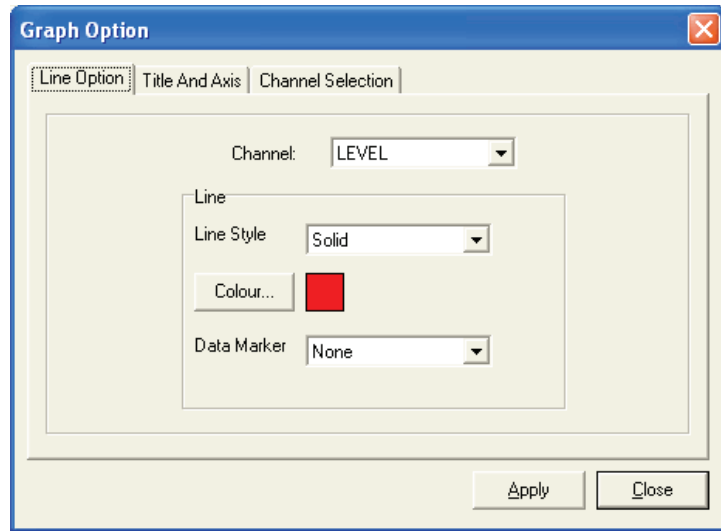 Graph Option
Line Option Title And Axis Channel Selection
Channel: LEVEL
Line
Line Style Solid
Colour...
Data Marker None
Apply Close